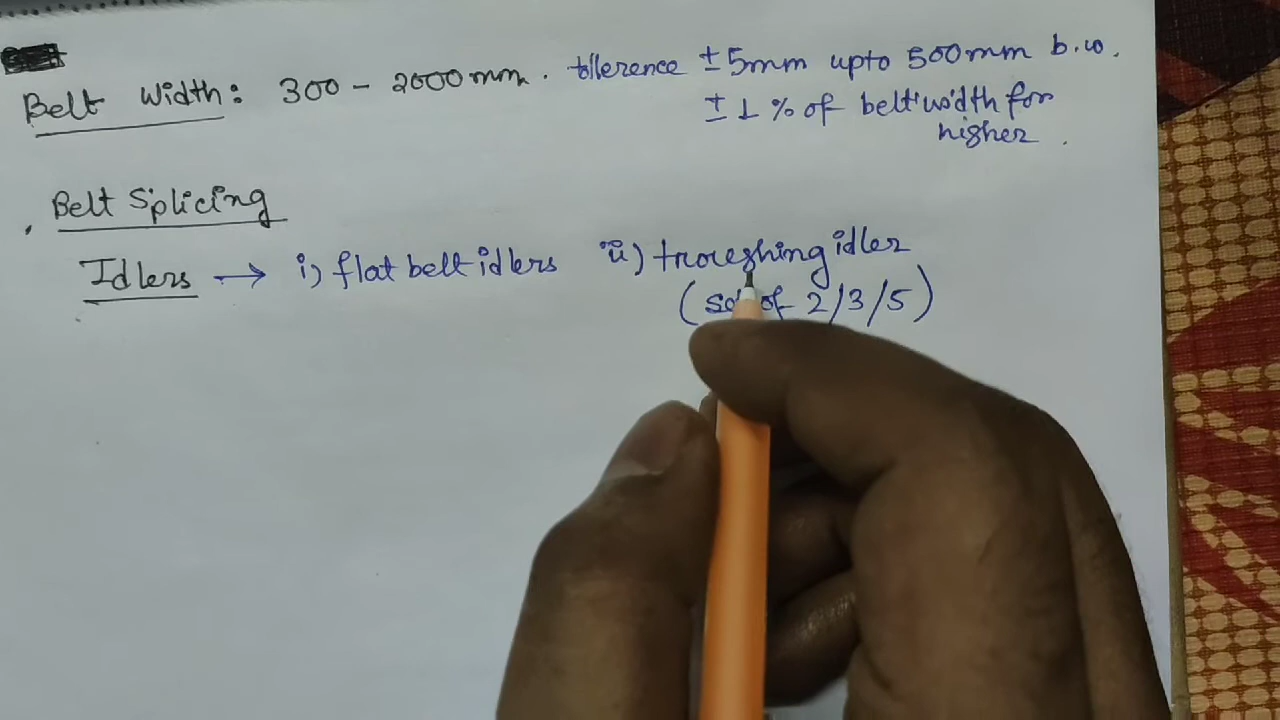 Belt Width: 300 - 2000 mm. tollerence ± 5mm upto 500mm b.w.
± 1 % of belt width for
higher.
Belt Splicing
Idlers → i) flat belt idlers ii) troughing idler
( of 2/3/5)